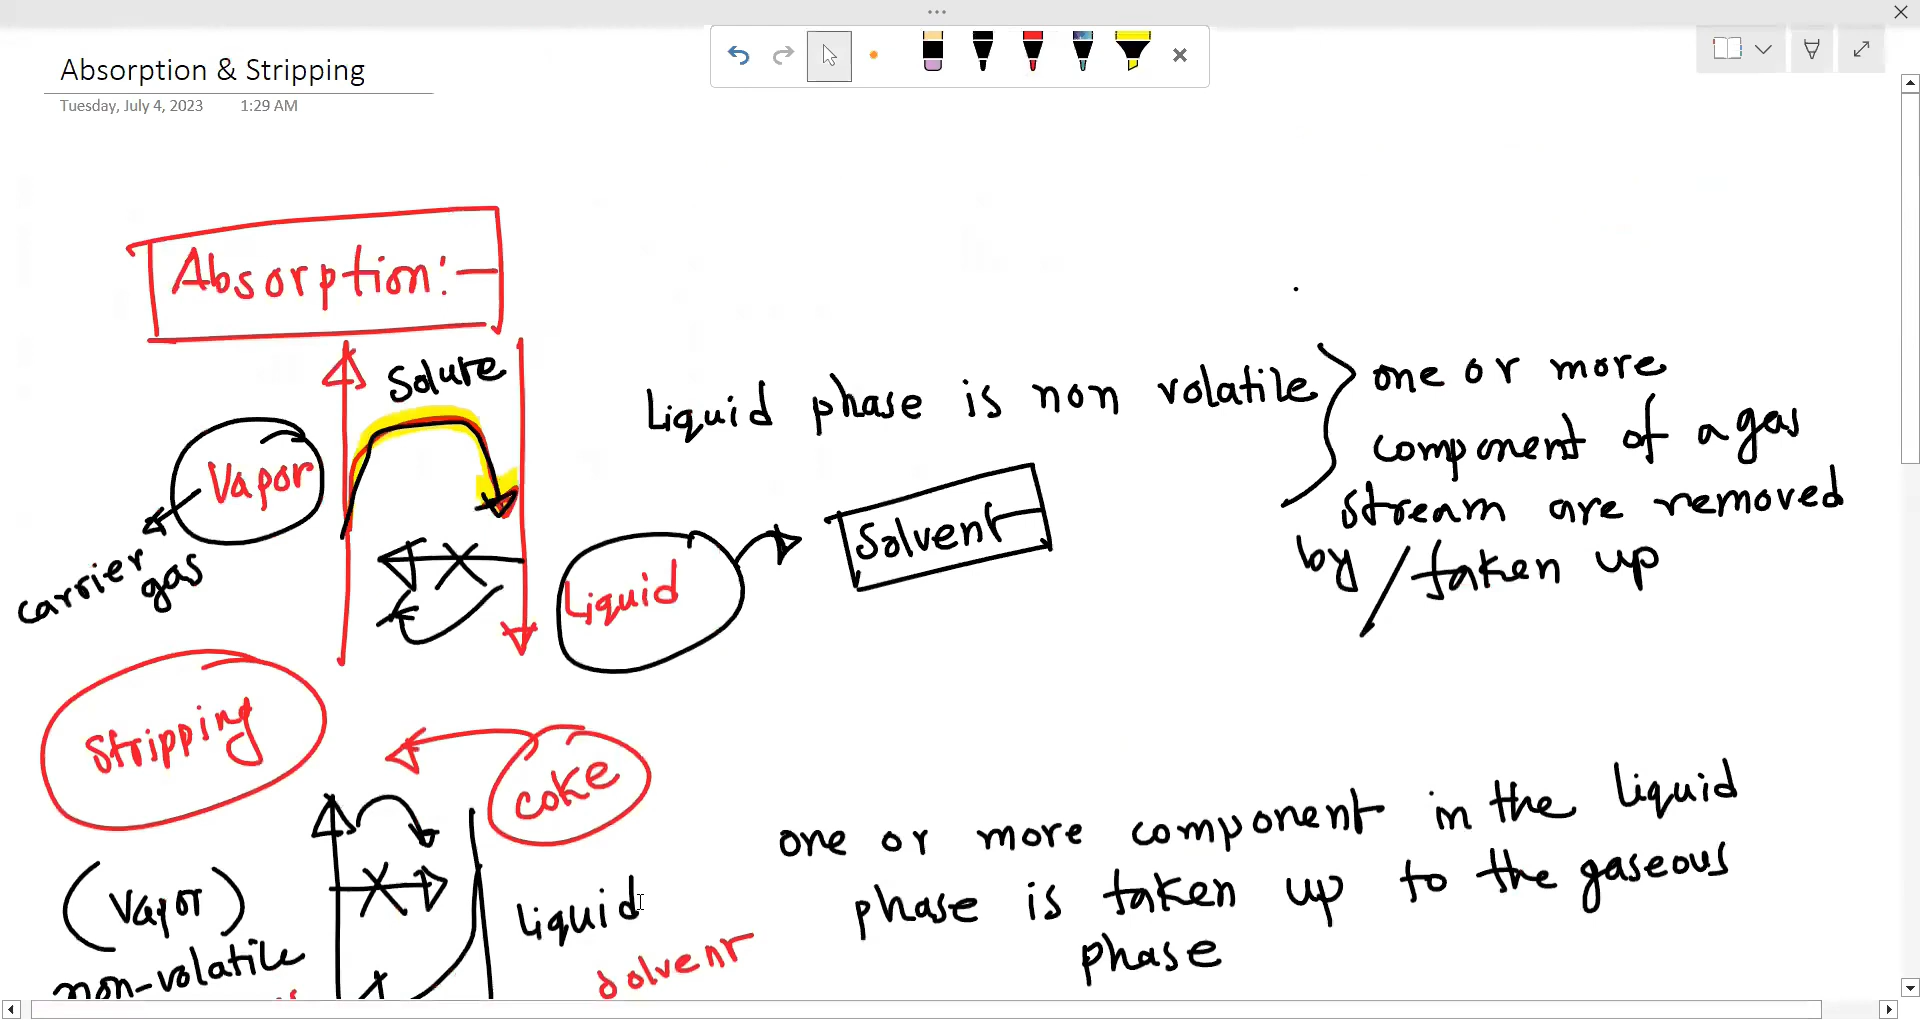 Absorption & Stripping
Tuesday, July 4, 2023 1:29 AM
Absorption:-
Solute
Vapor
carrier gas
Liquid
Solvent
Liquid phase is non volatile
one or more
component of a gas
stream are removed
by / taken up
Stripping
coke
(Vapor)
non-volatile
Liquid
solvent
one or more component in the liquid
phase is taken up to the gaseous
phase